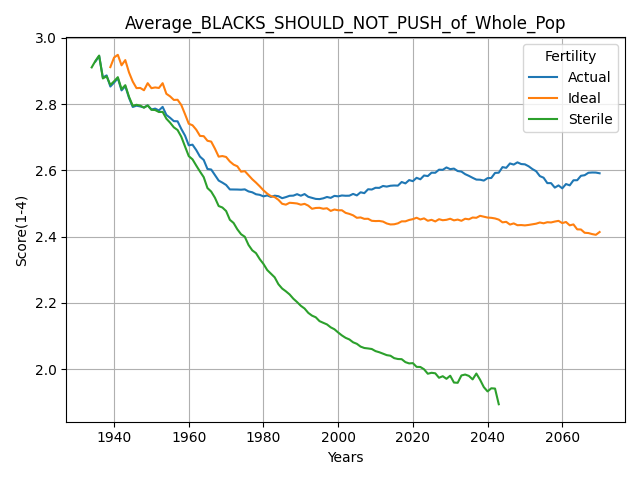 Average_BLACKS_SHOULD_NOT_PUSH_of_Whole_Pop
Fertility
Actual
Ideal
Sterile
Score(1-4)
3.0
2.8
2.6
2.4
2.2
2.0
1940 1960 1980 2000 2020 2040 2060
Years